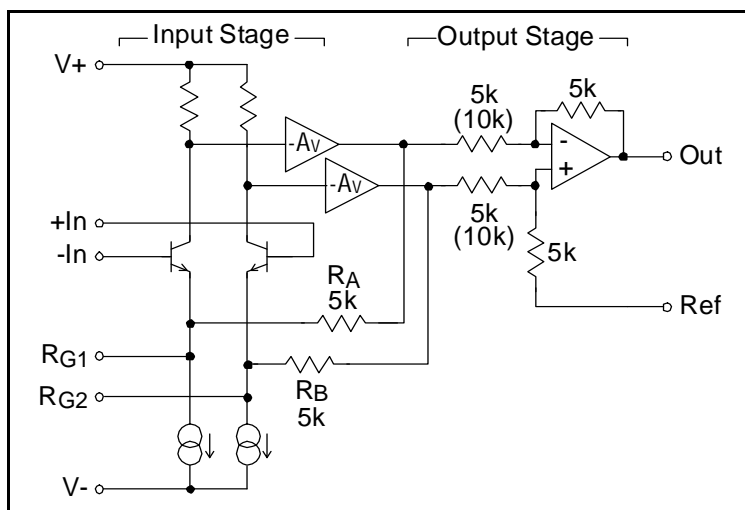 Input Stage
Output Stage
V+
5k
(10k)
5k
-AV
-AV
-
+
Out
5k
(10k)
5k
+In
-In
RA
5k
Ref
RG1
RG2
RB
5k
V-